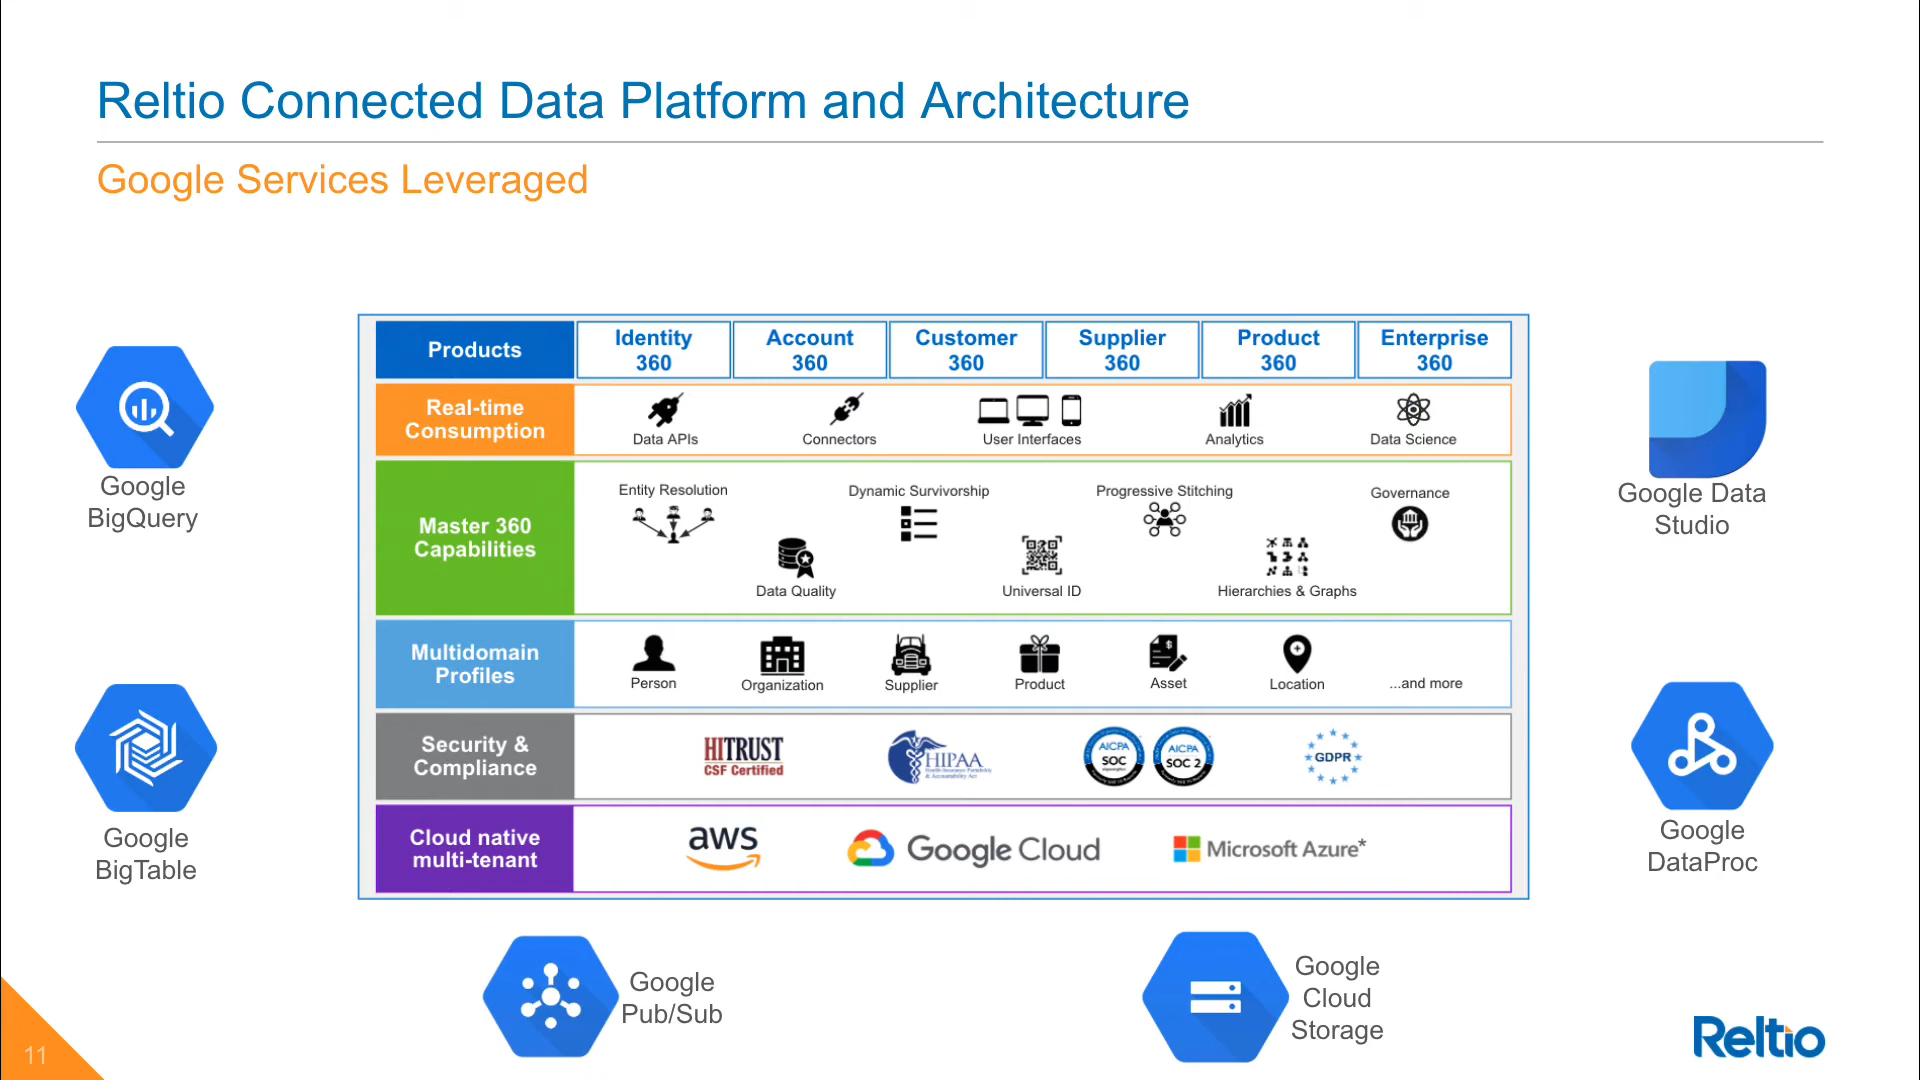 Reltio Connected Data Platform and Architecture
Google Services Leveraged
Products
Identity
360
Account
360
Customer
360
Supplier
360
Product
360
Enterprise
360
Real-time
Consumption
Data APIs
Connectors
User Interfaces
Analytics
Data Science
Master 360
Capabilities
Entity Resolution
Dynamic Survivorship
Progressive Stitching
Governance
Data Quality
Universal ID
Hierarchies & Graphs
Multidomain
Profiles
Person
Organization
Supplier
Product
Asset
Location
...and more
Security &
Compliance
HITRUST
CSF Certified
HIPAA
Health Insurance Portability
& Accountability Act
AICPA
SOC
AICPA
SOC 2
GDPR
Cloud native
multi-tenant
aws
Google Cloud
Microsoft Azure*
Google
BigQuery
Google
BigTable
Google Data
Studio
Google
DataProc
Google
Pub/Sub
Google
Cloud
Storage
11
Reltio